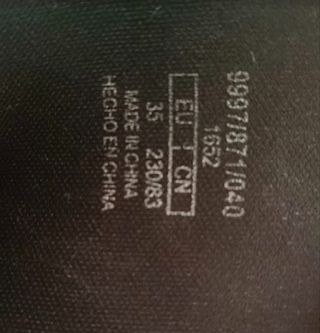 9997/871/040
1652
EU | CN
35 230/83
MADE IN CHINA
HECHO EN CHINA